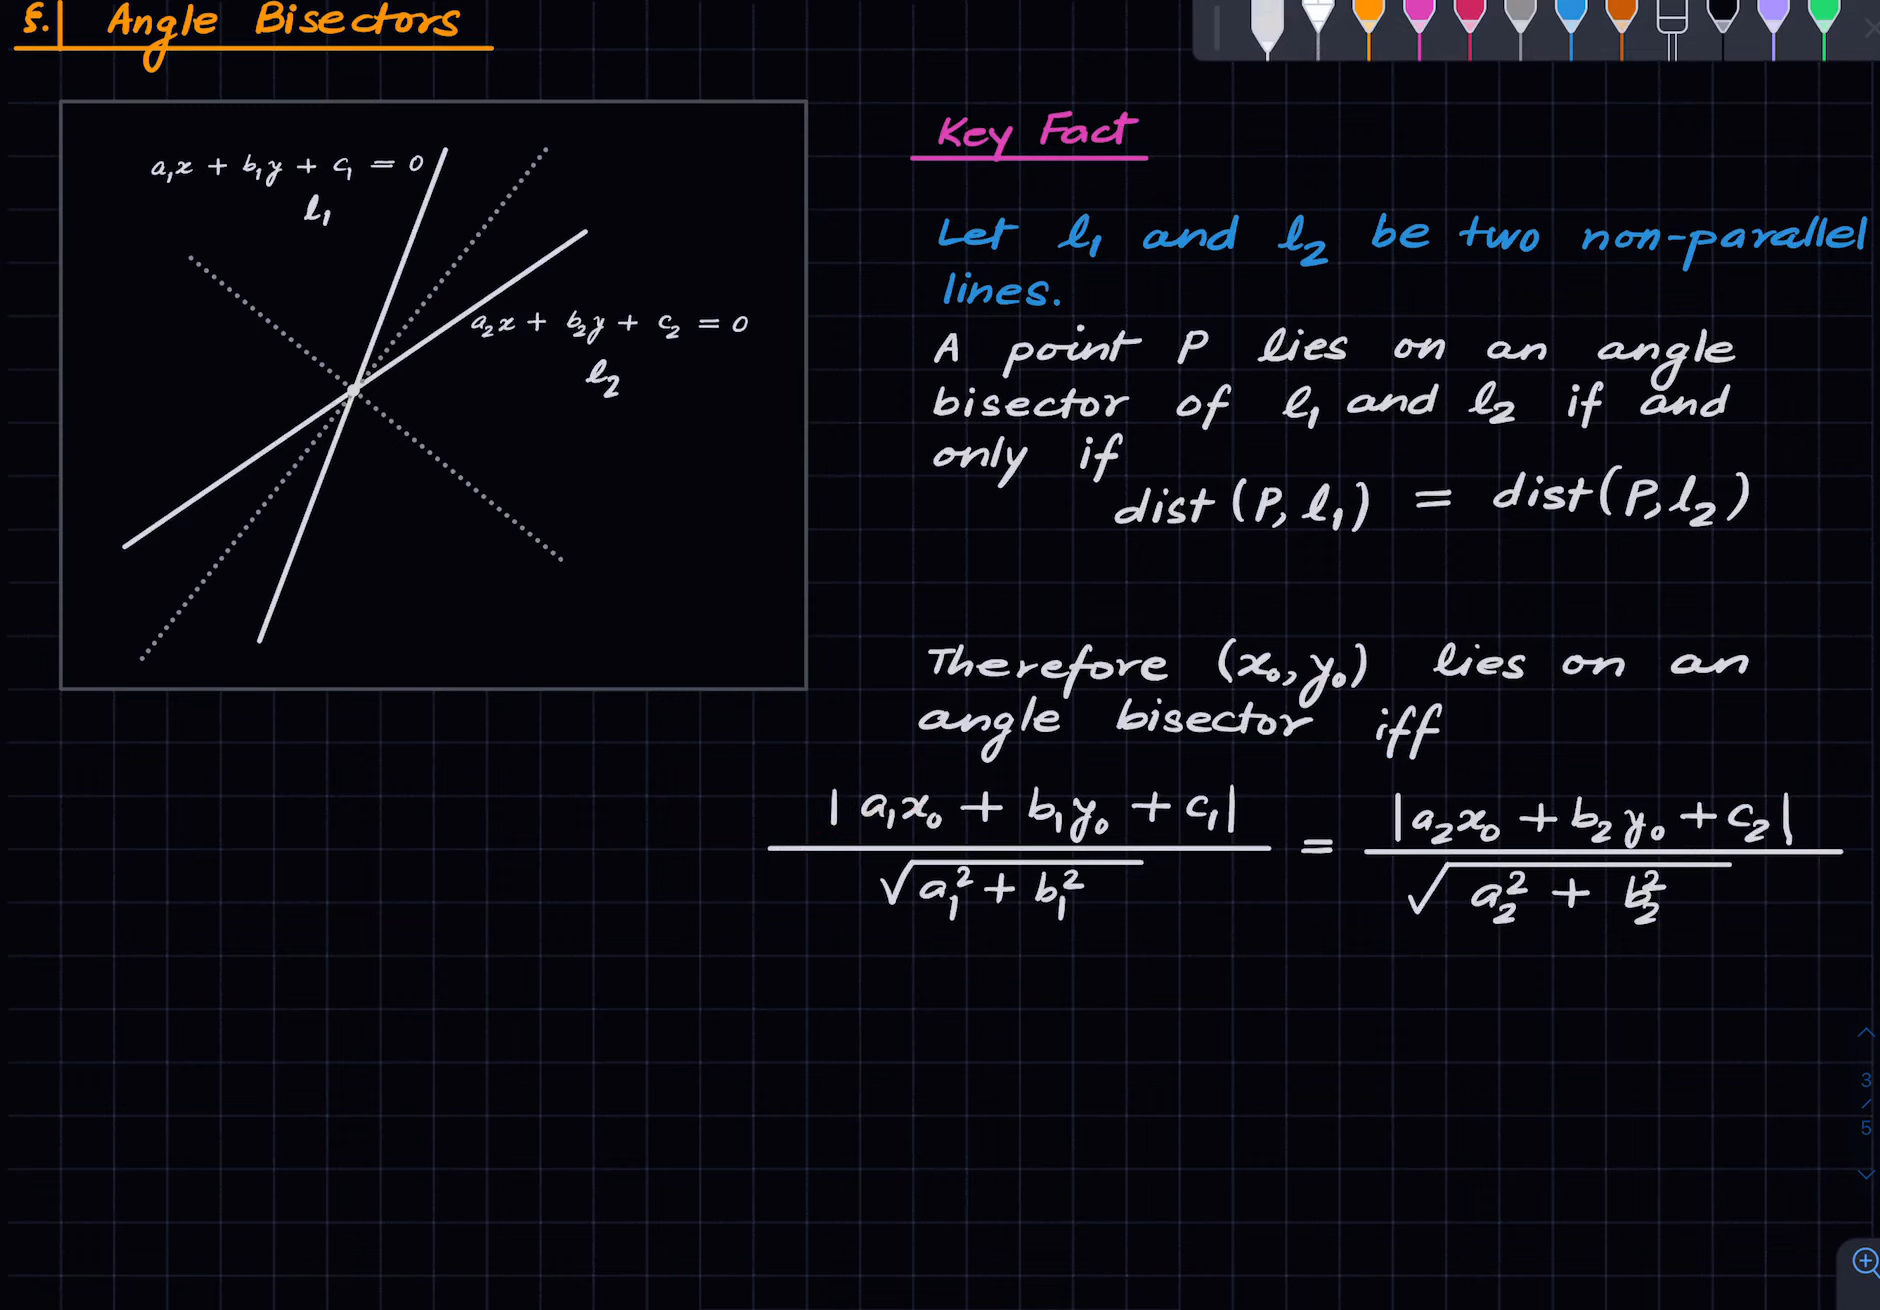 §.| Angle Bisectors
a₁x + b₁y + c₁ = 0
l₁
a₂x + b₂y + c₂ = 0
l₂
Key Fact
Let l₁ and l₂ be two non-parallel
lines.
A point P lies on an angle
bisector of l₁ and l₂ if and
only if
dist (P, l₁) = dist(P, l₂)
Therefore (x₀, y₀) lies on an
angle bisector iff
|a₁x₀ + b₁y₀ + c₁| / √(a₁² + b₁²) = |a₂x₀ + b₂y₀ + c₂| / √(a₂² + b₂²)
3
/
5